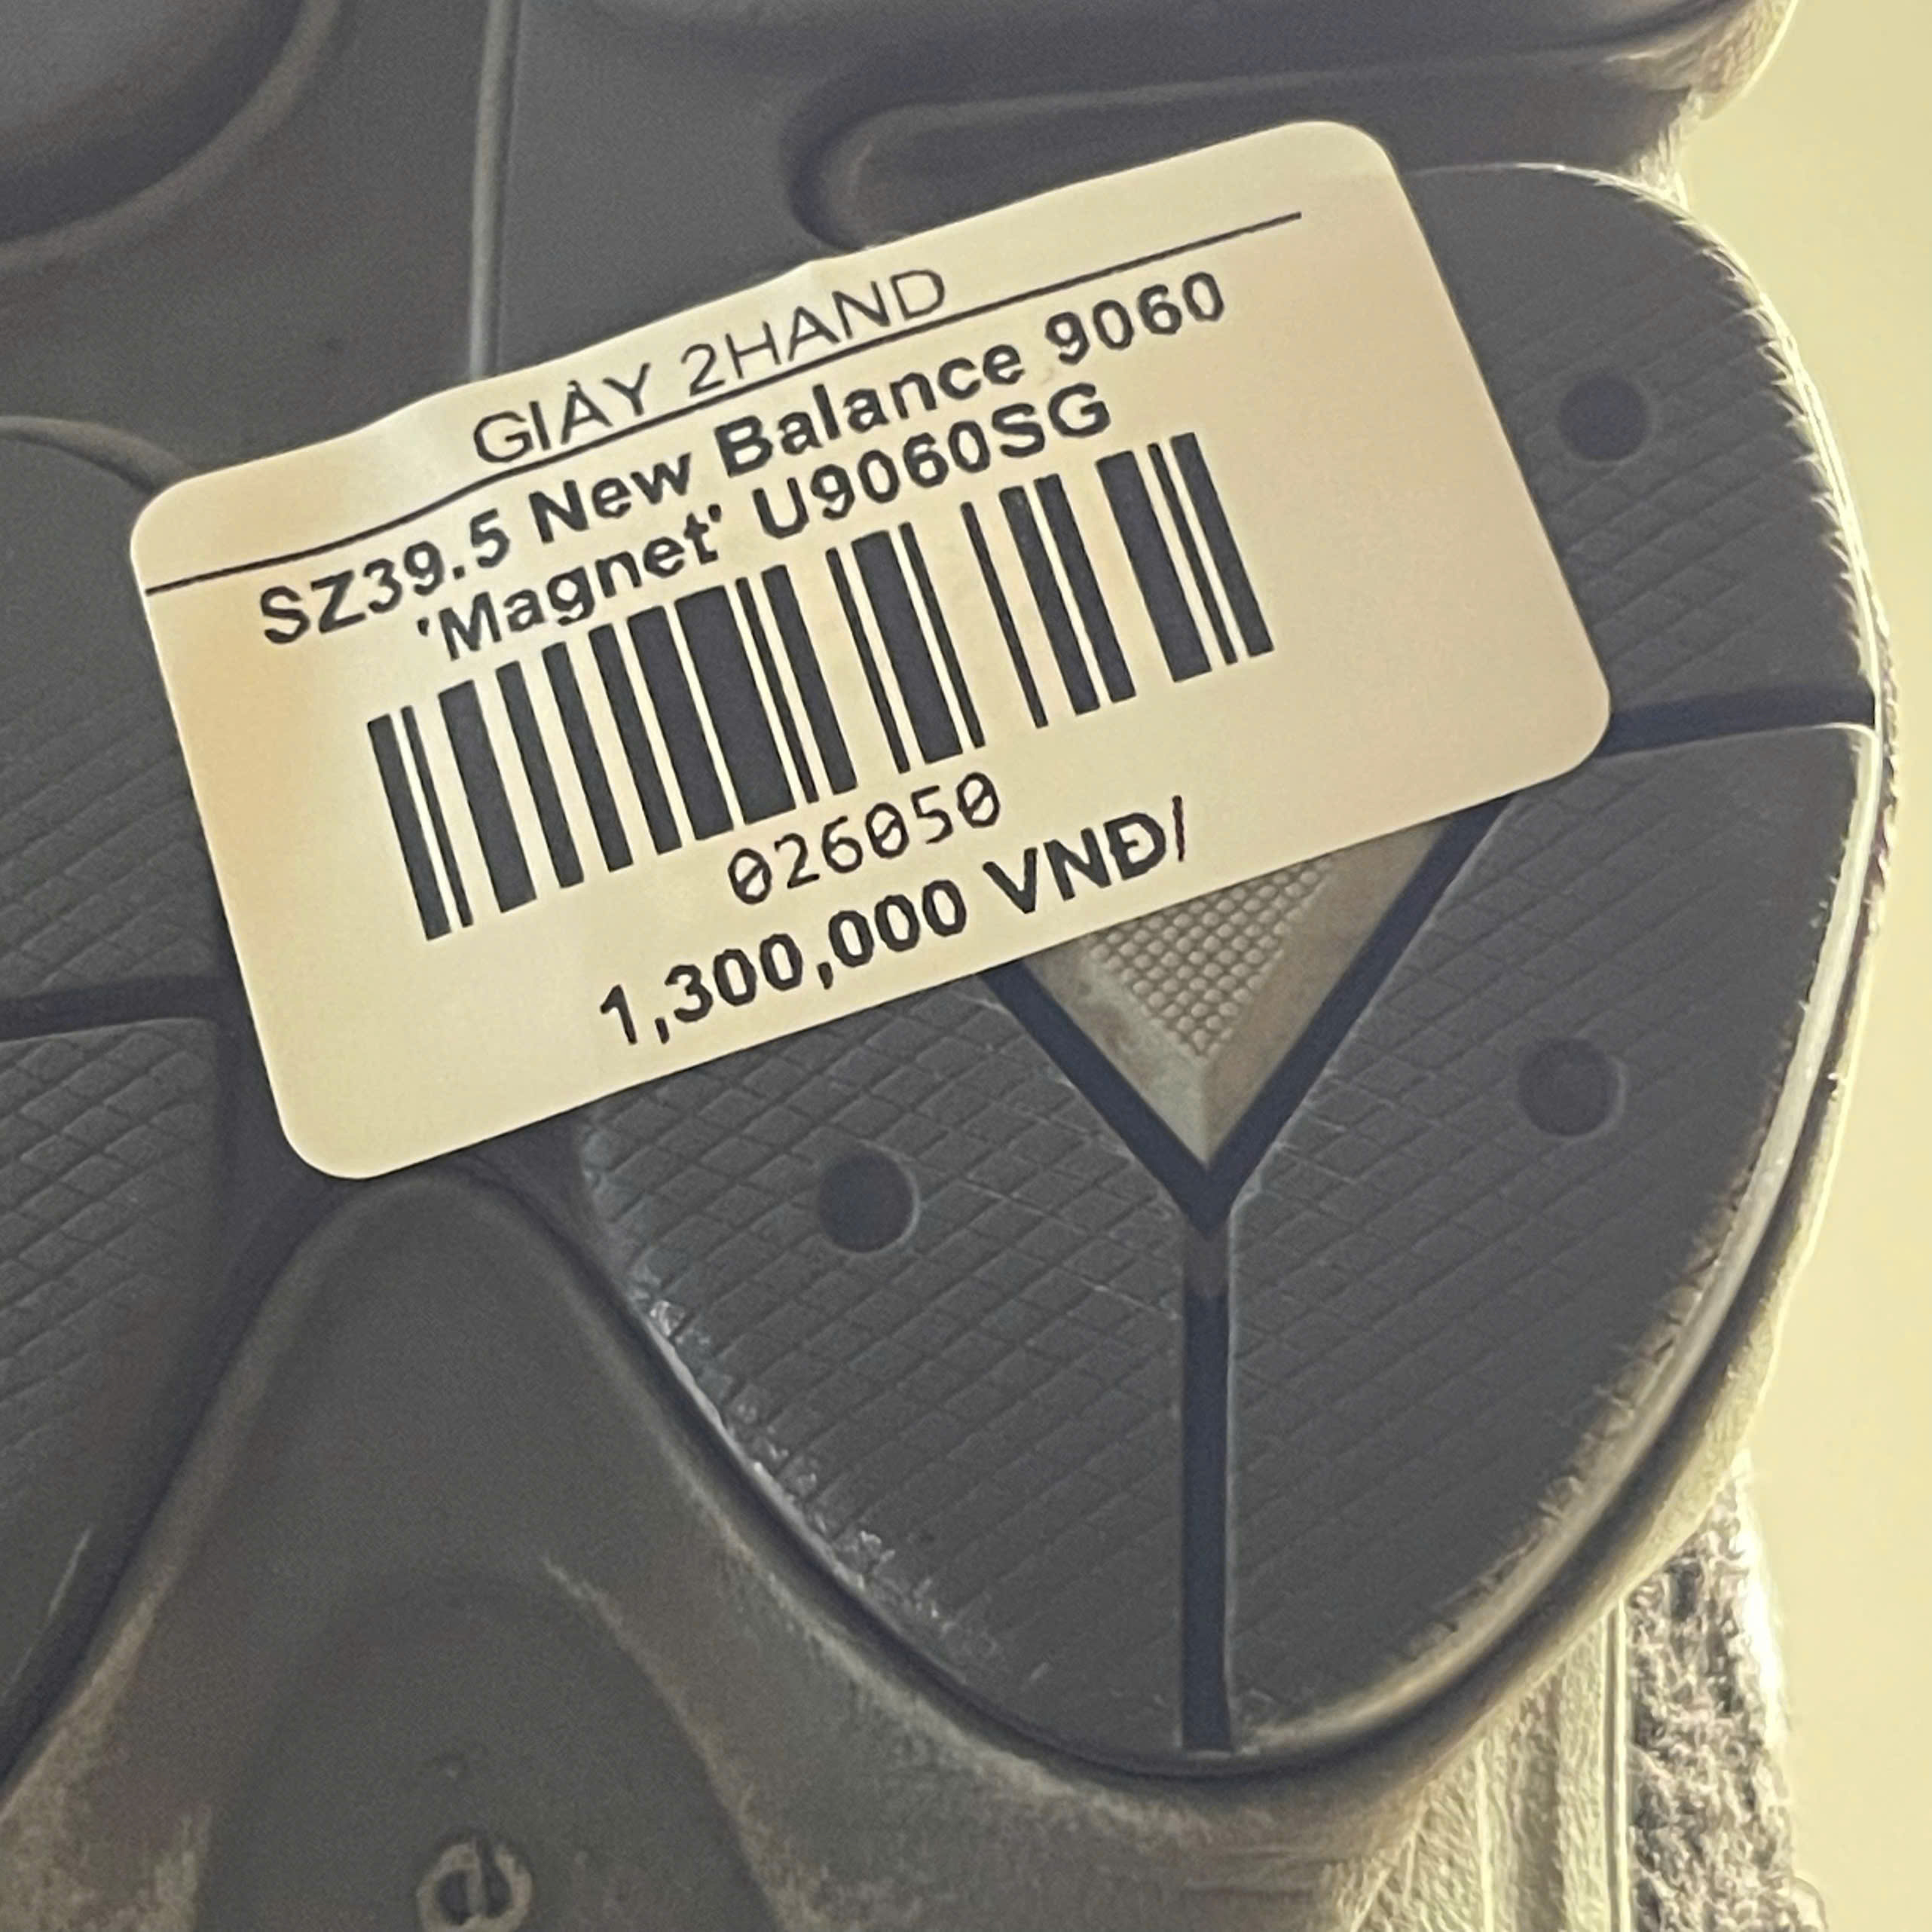 GIÀY 2HAND
SZ39.5 New Balance 9060
'Magnet' U9060SG
026050
1,300,000 VNĐ/